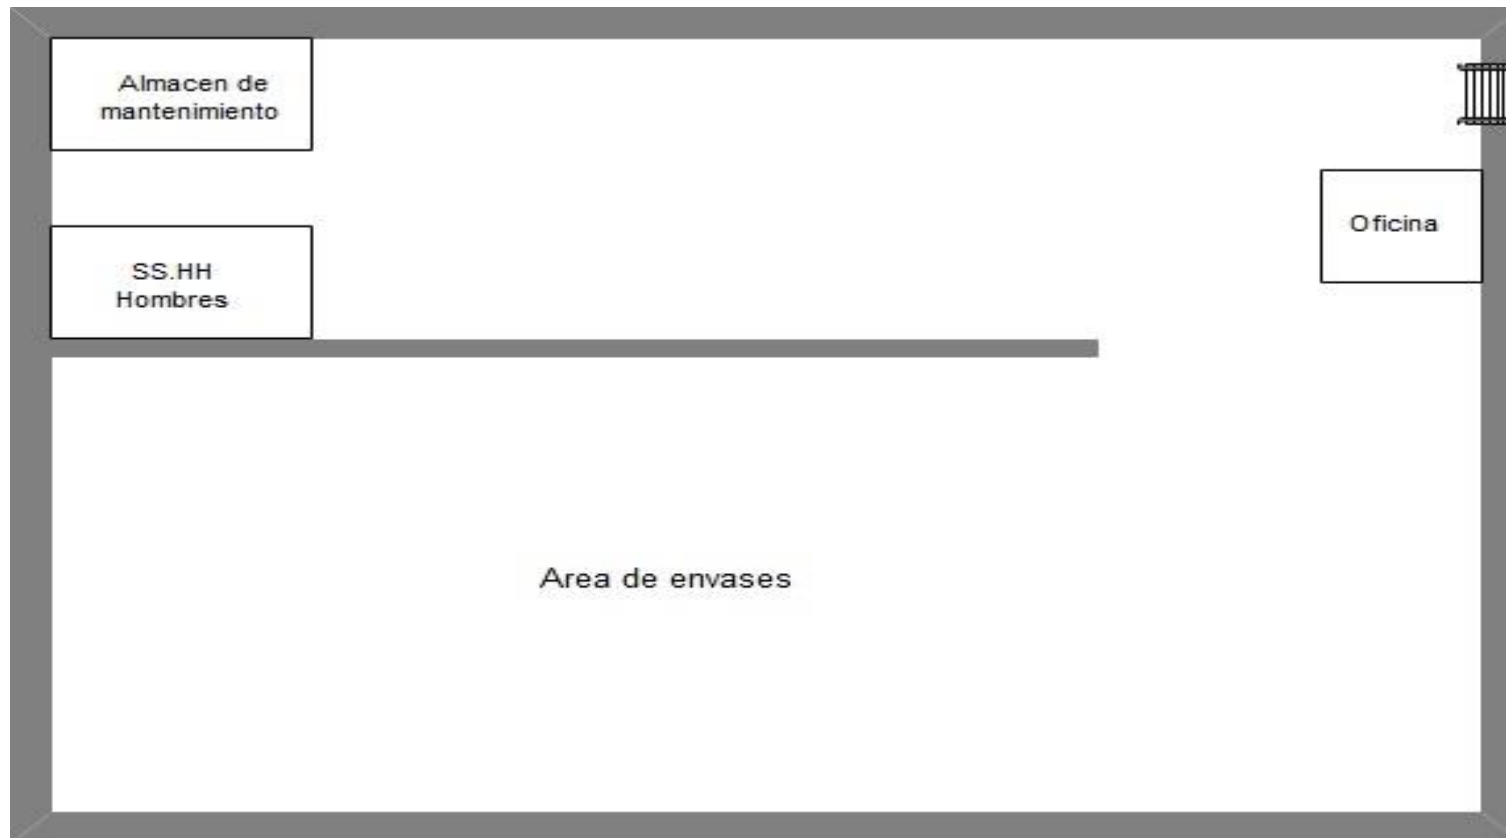 Almacen de
mantenimiento
Oficina
SS.HH
Hombres
Area de envases